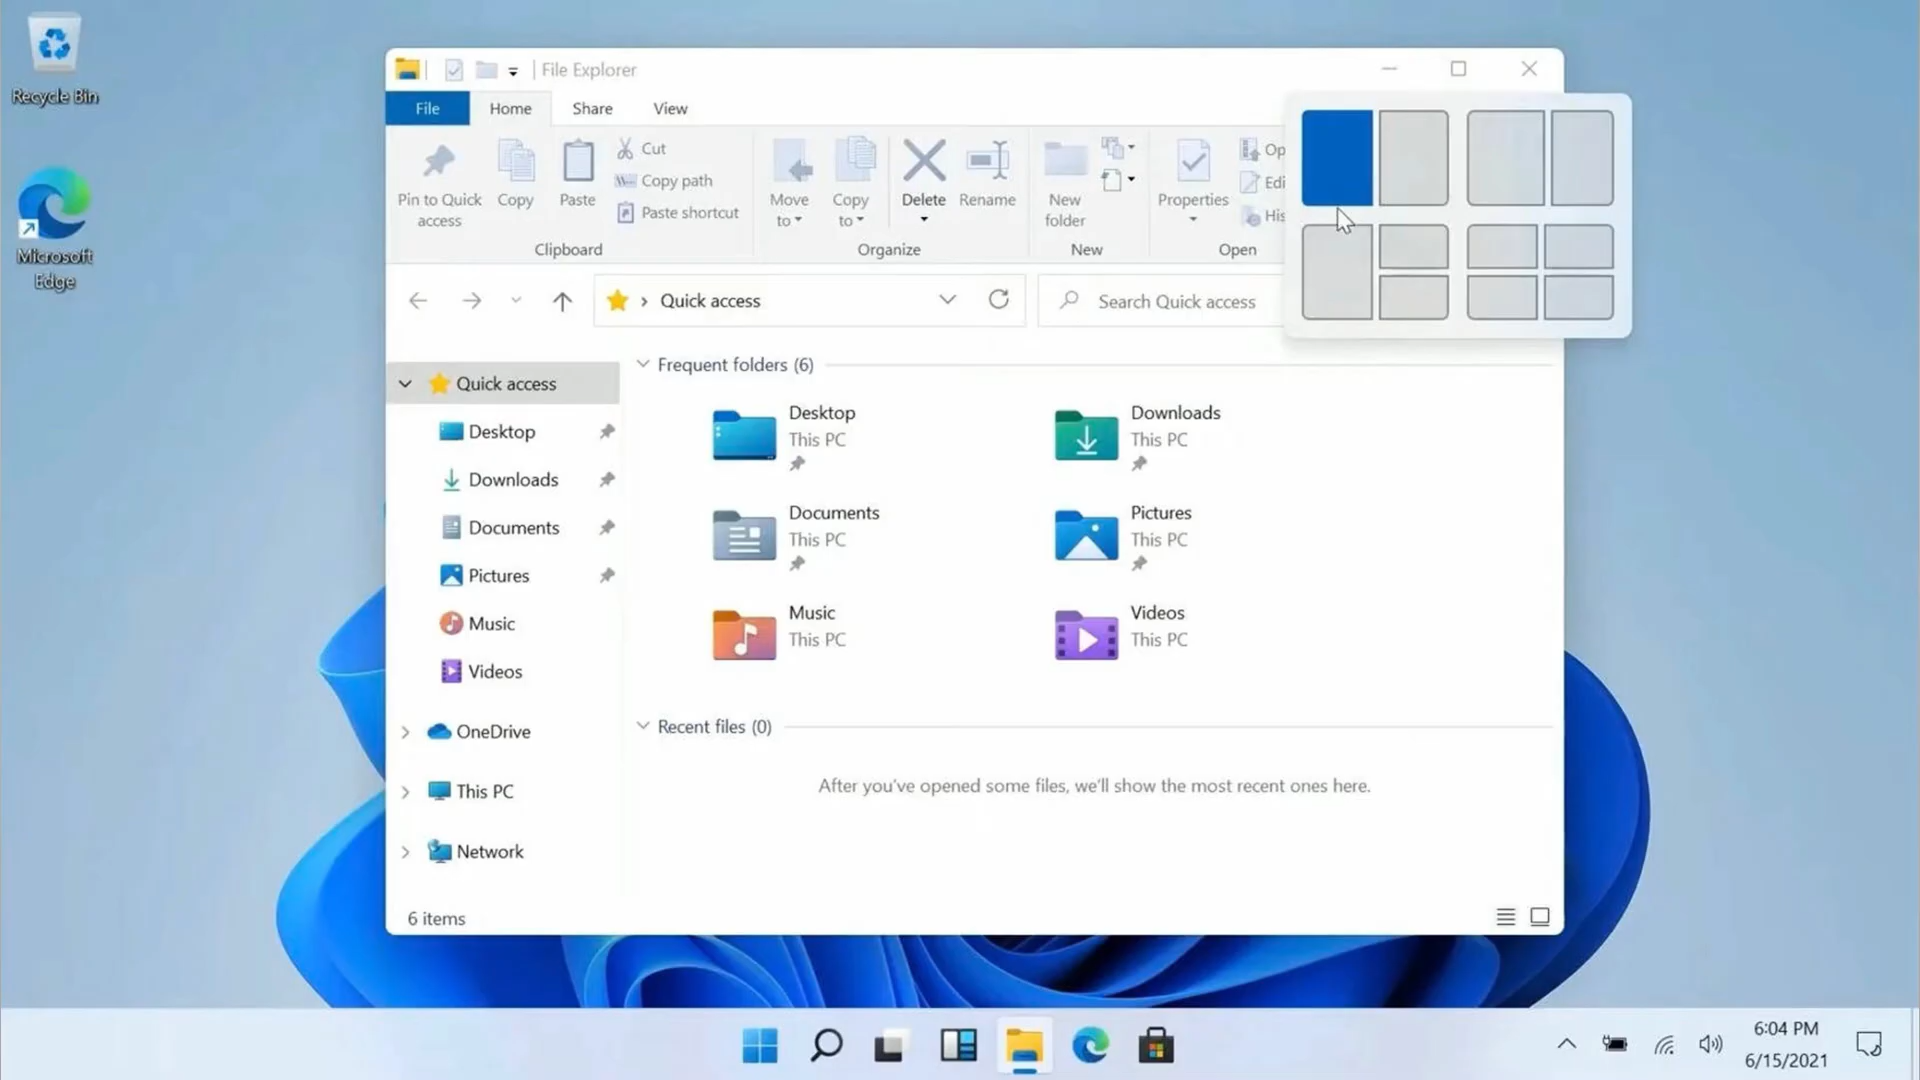 Recycle Bin
Microsoft
Edge
File Explorer
File
Home
Share
View
Pin to Quick
access
Copy
Paste
Cut
Copy path
Paste shortcut
Clipboard
Move
to
Copy
to
Delete
Rename
Organize
New
folder
New
Properties
Op
Edi
His
Open
Quick access
Search Quick access
Quick access
Desktop
Downloads
Documents
Pictures
Music
Videos
OneDrive
This PC
Network
Frequent folders (6)
Desktop
This PC
Downloads
This PC
Documents
This PC
Pictures
This PC
Music
This PC
Videos
This PC
Recent files (0)
After you've opened some files, we'll show the most recent ones here.
6 items
6:04 PM
6/15/2021